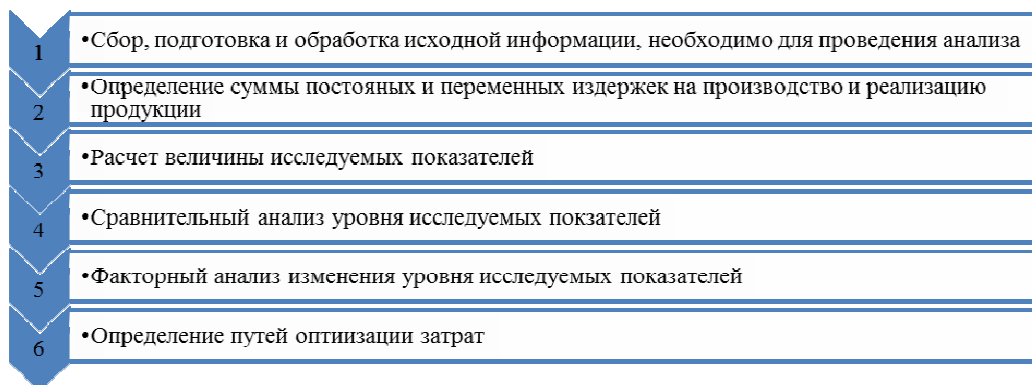 1
•Сбор, подготовка и обработка исходной информации, необходимо для проведения анализа
2
•Определение суммы постояных и переменных издержек на производство и реализацию
продукции
3
•Расчет величины исследуемых показателей
4
•Сравнительный анализ уровня исследуемых покзателей
5
•Факторный анализ изменения уровня исследуемых показателей
6
•Определение путей оптиизации затрат